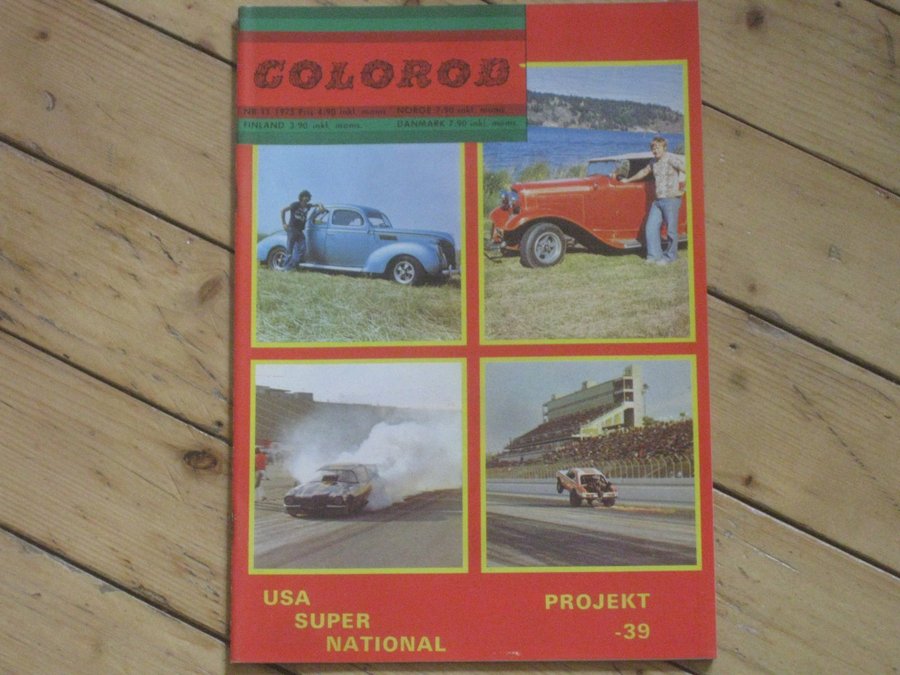 COLOROD
NR 11 1975 Pris 4:90 inkl. moms. NORGE 7:90 inkl. moms.
FINLAND 3:90 inkl. moms. DANMARK 7:90 inkl. moms.
USA
SUPER
NATIONAL
PROJEKT
-39